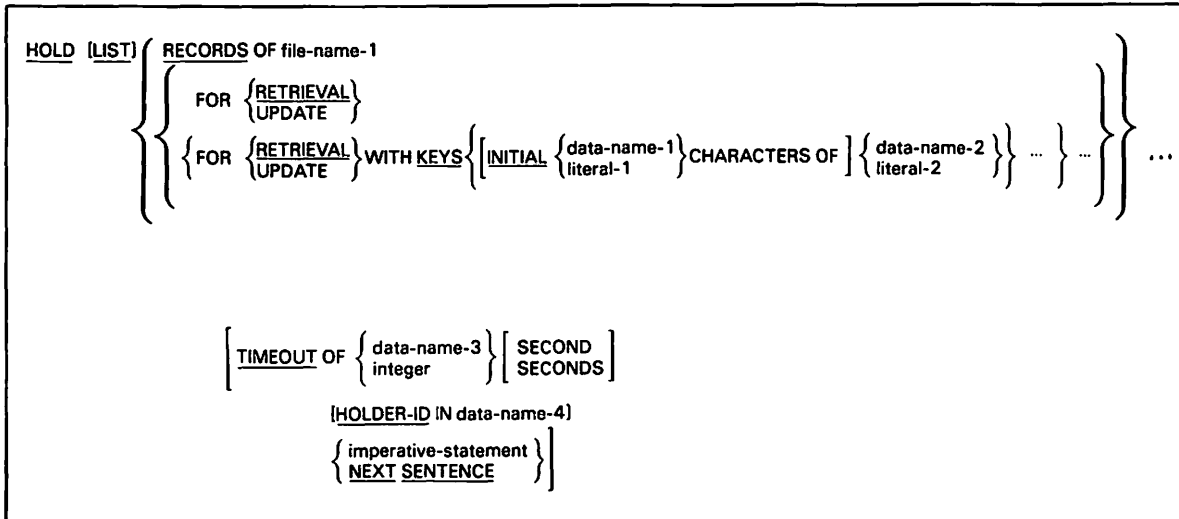 HOLD [LIST] { RECORDS OF file-name-1
{ FOR { RETRIEVAL
UPDATE }
{ FOR { RETRIEVAL
UPDATE } WITH KEYS { [ INITIAL { data-name-1
literal-1 } CHARACTERS OF ] { data-name-2
literal-2 } } ... } ... } } ...
[ TIMEOUT OF { data-name-3
integer } [ SECOND
SECONDS ]
[HOLDER-ID IN data-name-4]
{ imperative-statement
NEXT SENTENCE } ]